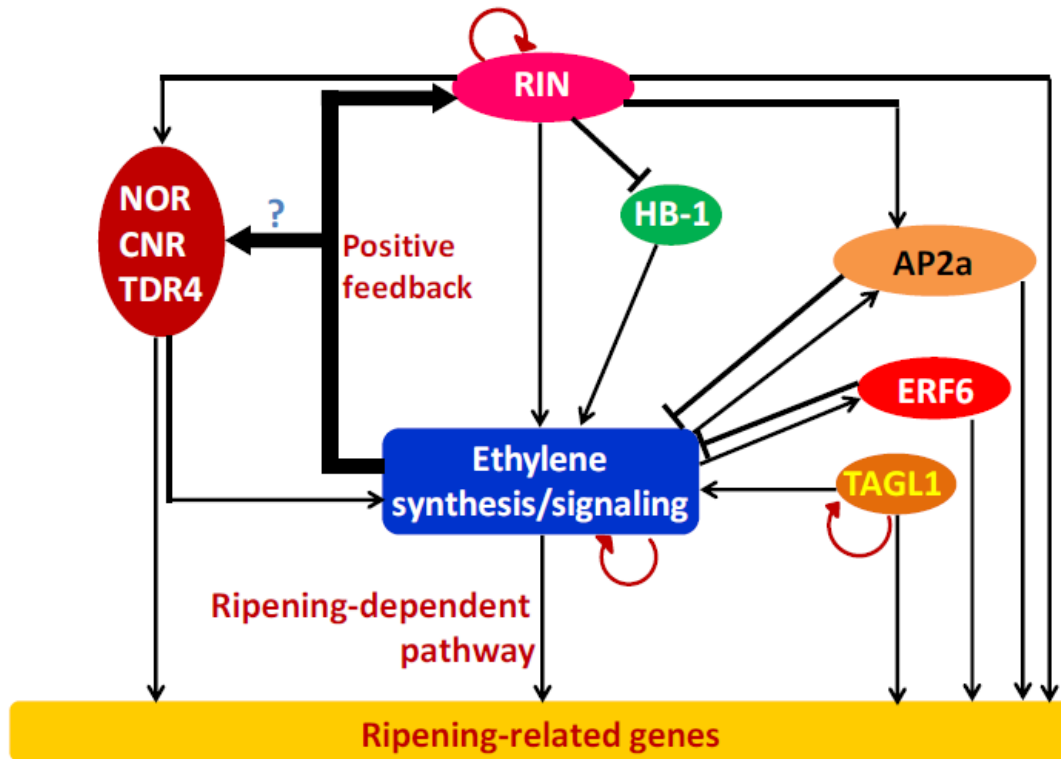 RIN
NOR
CNR
TDR4
?
HB-1
Positive
feedback
AP2a
ERF6
Ethylene
synthesis/signaling
TAGL1
Ripening-dependent
pathway
Ripening-related genes